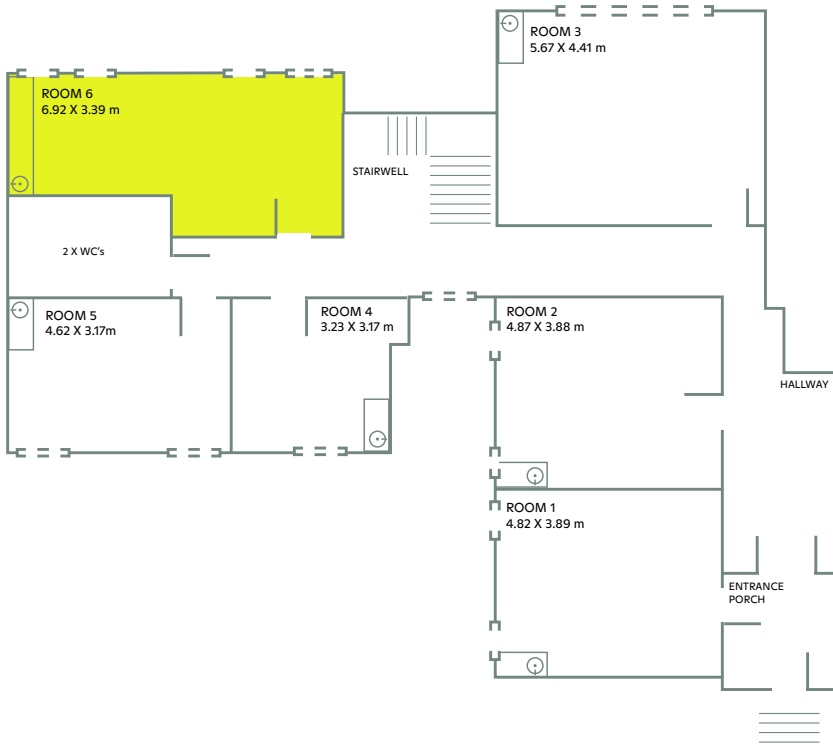 ROOM 3
5.67 X 4.41 m
ROOM 6
6.92 X 3.39 m
STAIRWELL
2 X WC's
ROOM 5
4.62 X 3.17m
ROOM 4
3.23 X 3.17 m
ROOM 2
4.87 X 3.88 m
HALLWAY
ROOM 1
4.82 X 3.89 m
ENTRANCE
PORCH